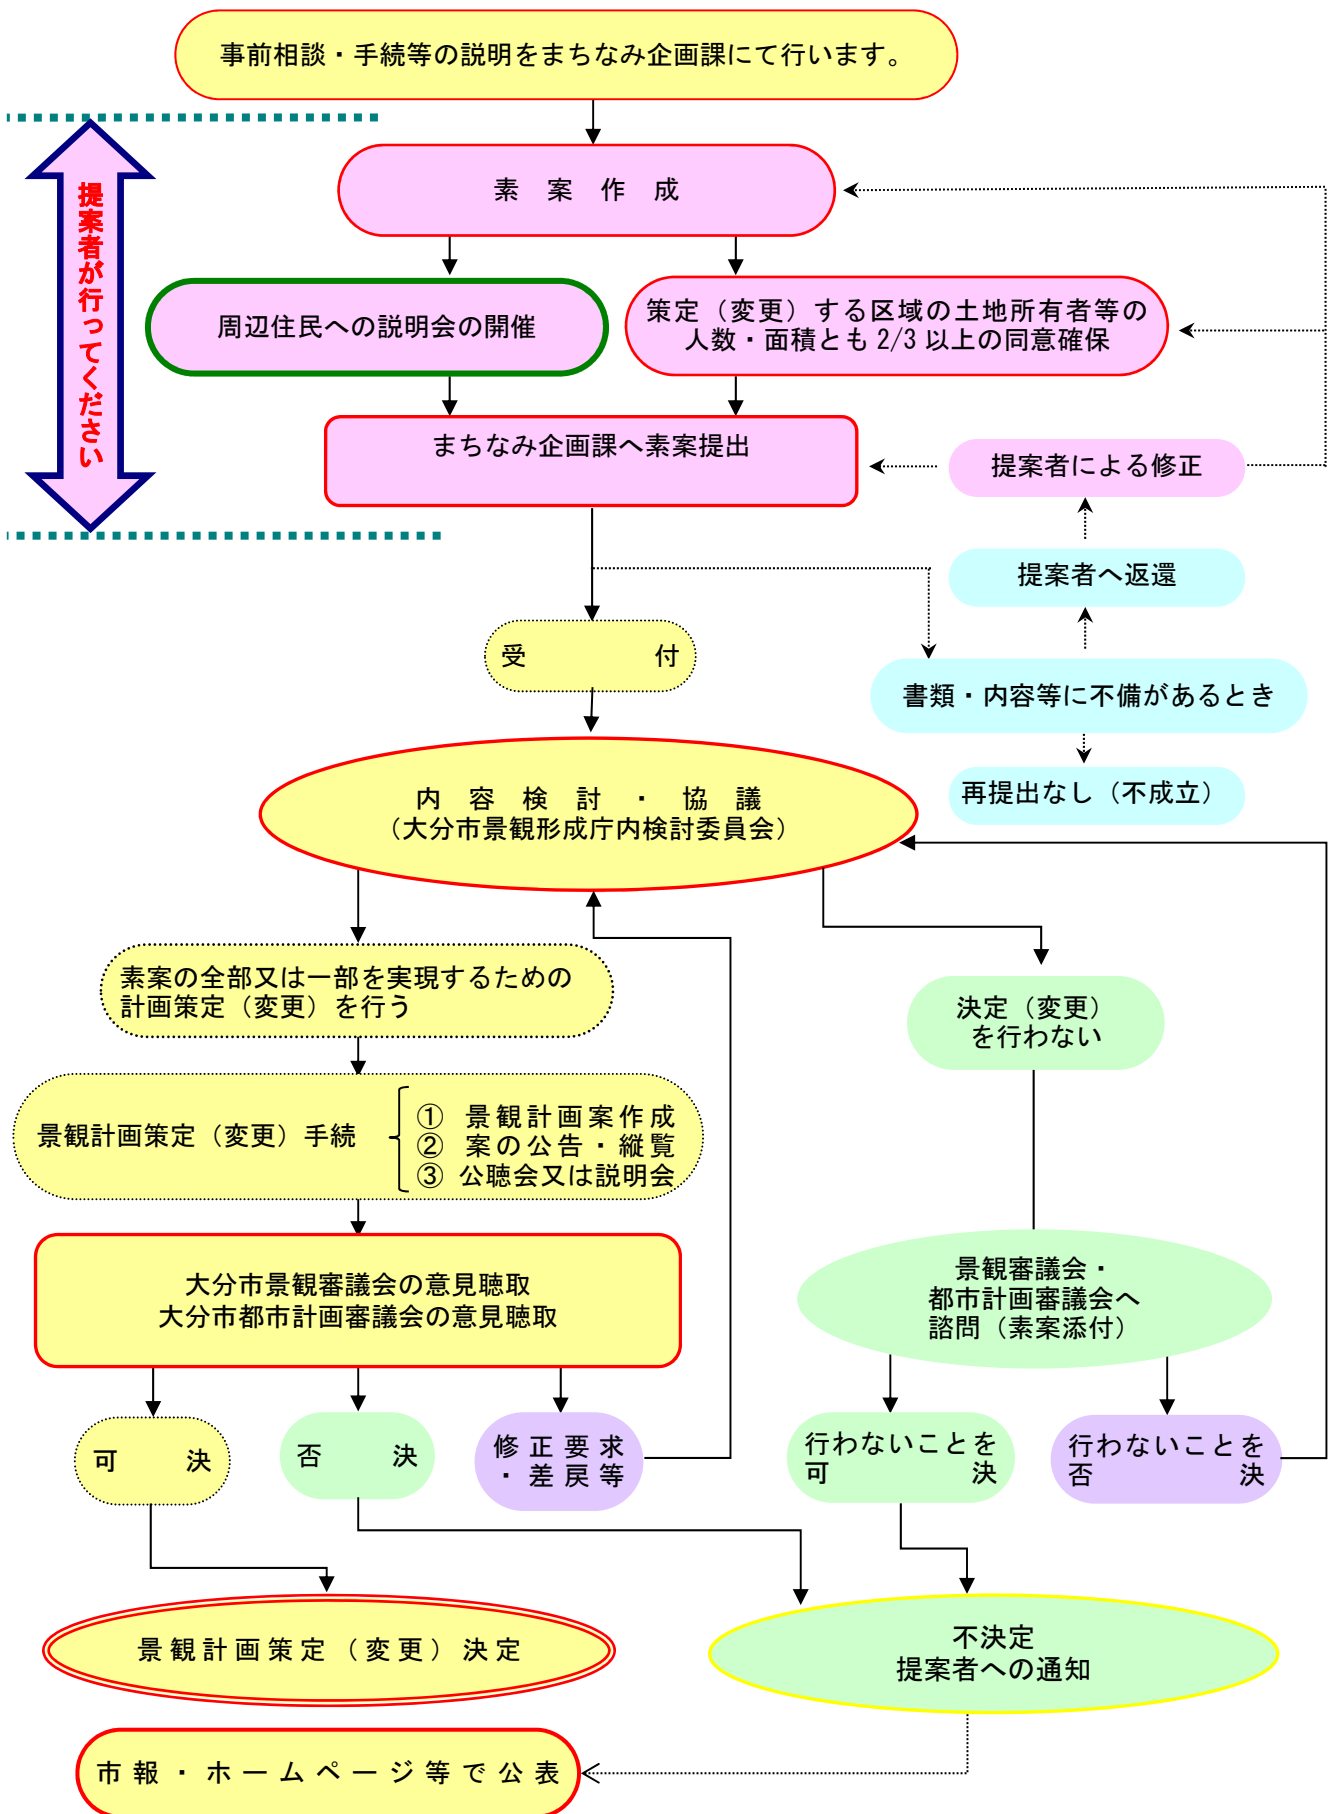 事前相談・手続等の説明をまちなみ企画課にて行います。
提案者が行ってください
素案作成
周辺住民への説明会の開催
策定（変更）する区域の土地所有者等の
人数・面積とも2/3以上の同意確保
まちなみ企画課へ素案提出
提案者による修正
提案者へ返還
受付
書類・内容等に不備があるとき
再提出なし（不成立）
内容検討・協議
（大分市景観形成庁内検討委員会）
素案の全部又は一部を実現するための
計画策定（変更）を行う
決定（変更）
を行わない
景観計画策定（変更）手続
① 景観計画案作成
② 案の公告・縦覧
③ 公聴会又は説明会
大分市景観審議会の意見聴取
大分市都市計画審議会の意見聴取
景観審議会・
都市計画審議会へ
諮問（素案添付）
可決
否決
修正要求
・差戻等
行わないことを
可決
行わないことを
否決
景観計画策定（変更）決定
不決定
提案者への通知
市報・ホームページ等で公表